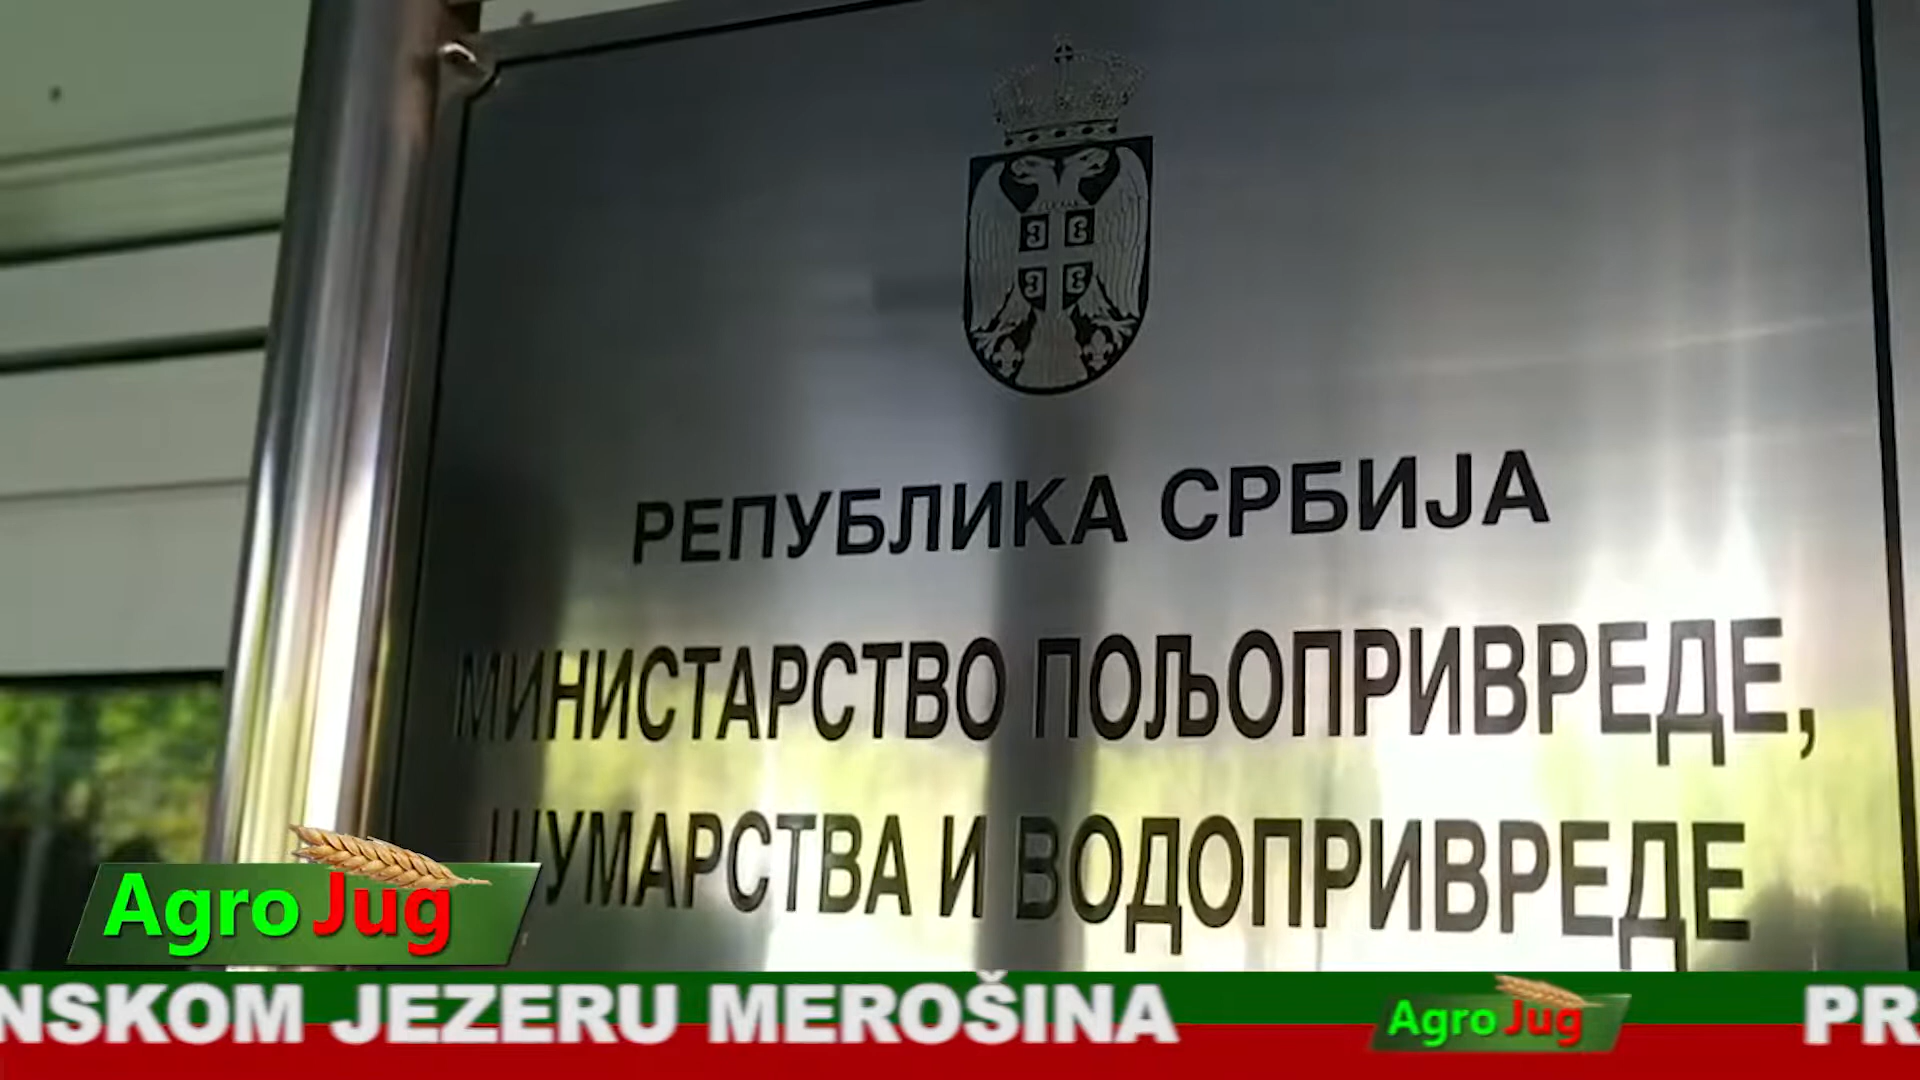 РЕПУБЛИКА СРБИЈА
МИНИСТАРСТВО ПОЉОПРИВРЕДЕ,
ШУМАРСТВА И ВОДОПРИВРЕДЕ
Agro Jug
NSKOM JEZERU MEROŠINA Agro Jug PR